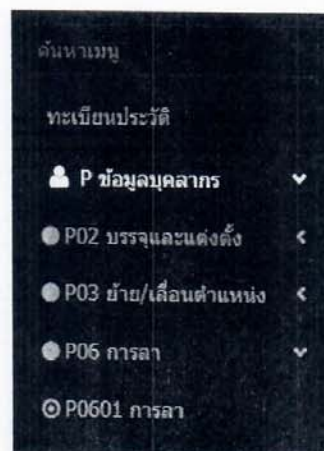 ค้นหาเมนู
ทะเบียนประวัติ
P ข้อมูลบุคลากร
P02 บรรจุและแต่งตั้ง
P03 ย้าย/เลื่อนตำแหน่ง
P06 การลา
P0601 การลา